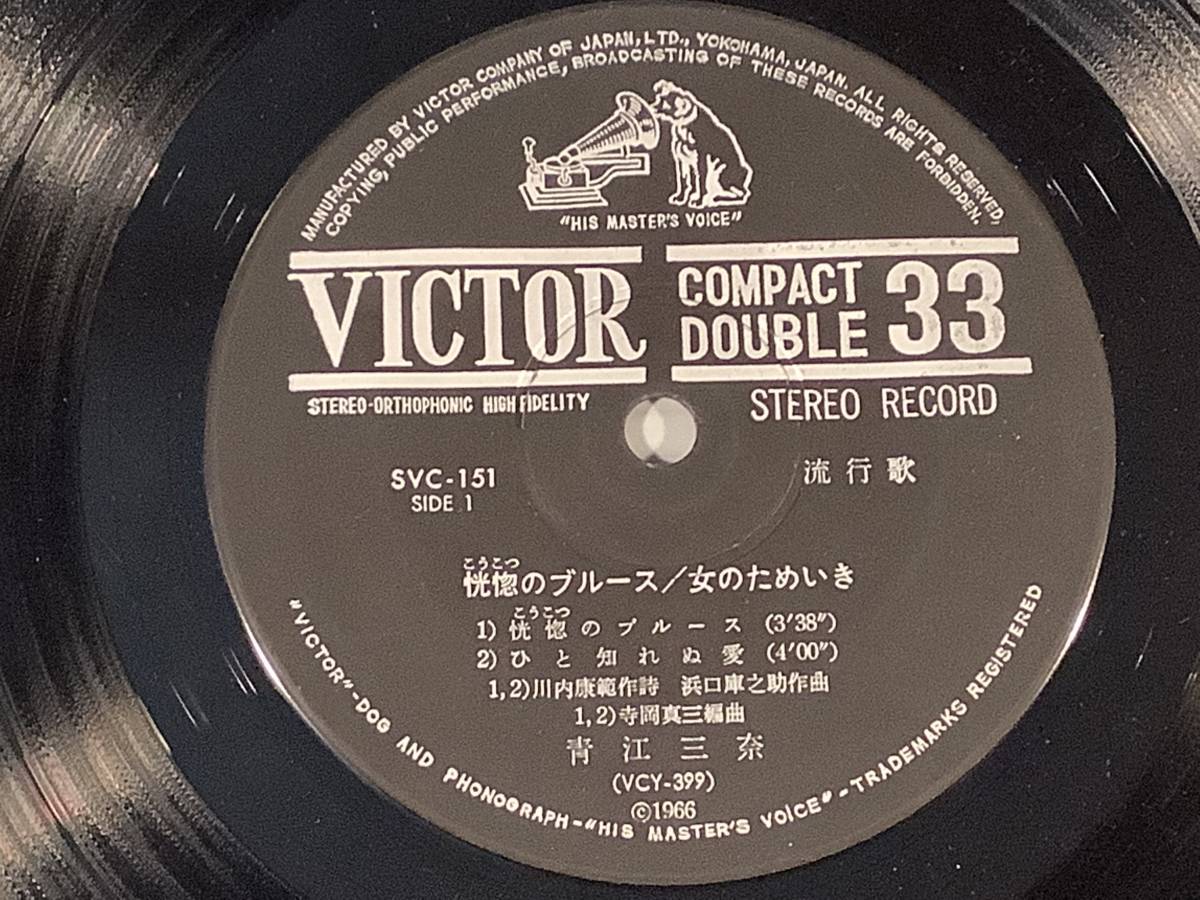 MANUFACTURED BY VICTOR COMPANY OF JAPAN, LTD., YOKOHAMA, JAPAN. ALL RIGHTS RESERVED,
COPYING, PUBLIC PERFORMANCE, BROADCASTING OF THESE RECORDS ARE FORBIDDEN.
"HIS MASTER'S VOICE"
VICTOR
COMPACT
DOUBLE 33
STEREO-ORTHOPHONIC HIGH FIDELITY
STEREO RECORD
SVC-151
SIDE 1
流行歌
こうこつ
恍惚のブルース/女のためいき
こうこつ
1) 恍惚のブルース (3′38″)
2) ひと知れぬ愛 (4′00″)
1,2)川内康範作詩 浜口庫之助作曲
1,2)寺岡真三編曲
青江三奈
(VCY-399)
©1966
"VICTOR"-DOG AND PHONOGRAPH-"HIS MASTER'S VOICE"-TRADEMARKS REGISTERED